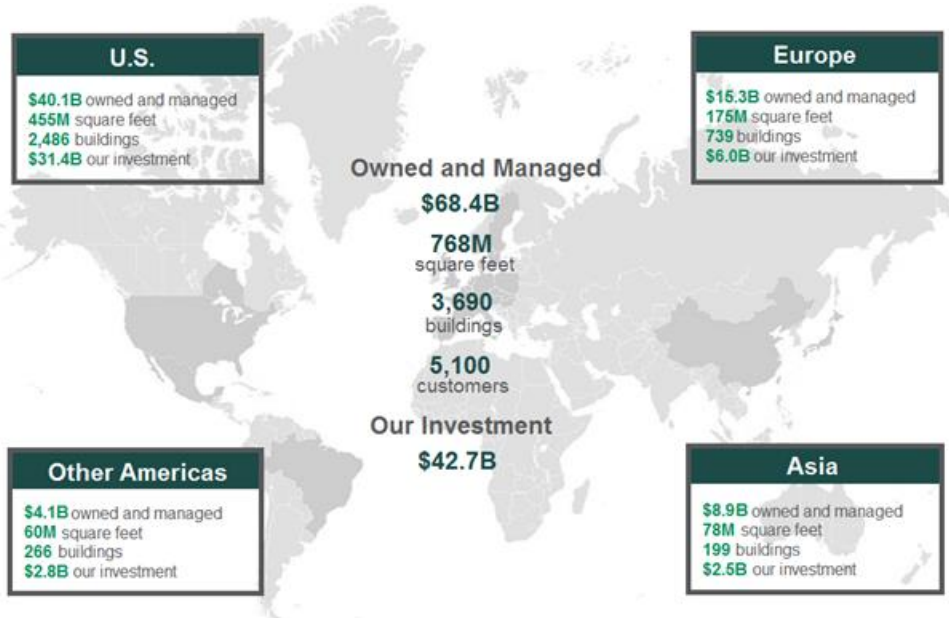 U.S.
$40.1B owned and managed
455M square feet
2,486 buildings
$31.4B our investment
Europe
$15.3B owned and managed
175M square feet
739 buildings
$6.0B our investment
Owned and Managed
$68.4B
768M
square feet
3,690
buildings
5,100
customers
Our Investment
$42.7B
Other Americas
$4.1B owned and managed
60M square feet
266 buildings
$2.8B our investment
Asia
$8.9B owned and managed
78M square feet
199 buildings
$2.5B our investment